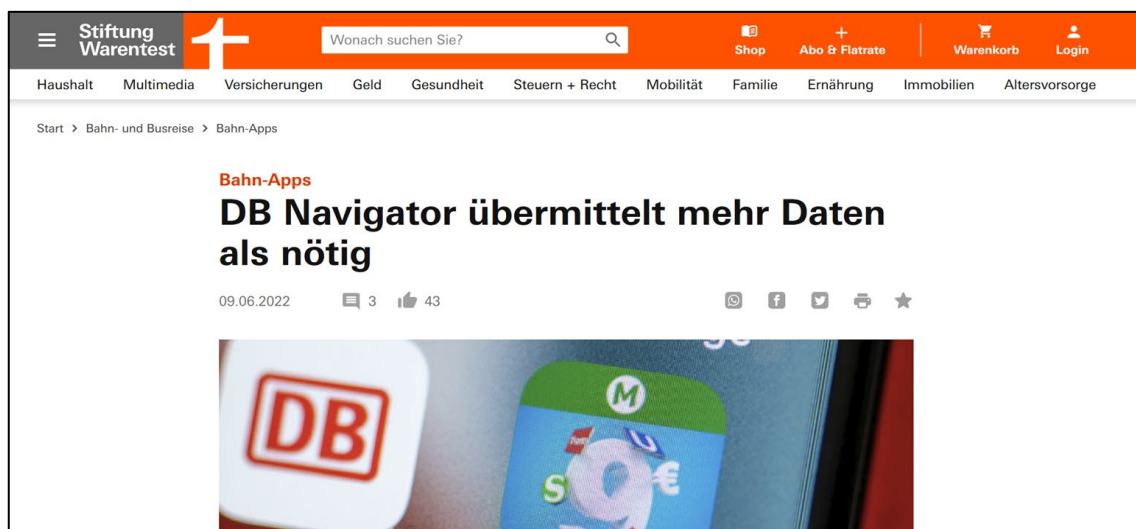 Stiftung
Warentest
Wonach suchen Sie?
Shop
Abo & Flatrate
Warenkorb
Login
Haushalt Multimedia Versicherungen Geld Gesundheit Steuern + Recht Mobilität Familie Ernährung Immobilien Altersvorsorge
Start > Bahn- und Busreise > Bahn-Apps
Bahn-Apps
DB Navigator übermittelt mehr Daten
als nötig
09.06.2022 3 43
DB
M
U
S 9 €